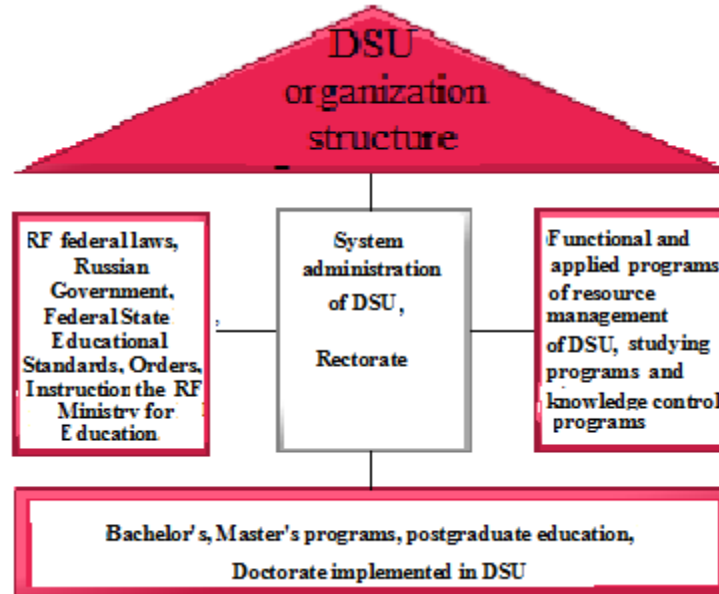 DSU
organization
structure
RF federal laws,
Russian
Government,
Federal State
Educational
Standards, Orders,
Instruction the RF
Ministry for
Education
,
System
administration
of DSU,
Rectorate
Functional and
applied programs
of resource
management
of DSU, studying
programs and
knowledge control
programs
Bachelor's, Master's programs, postgraduate education,
Doctorate implemented in DSU